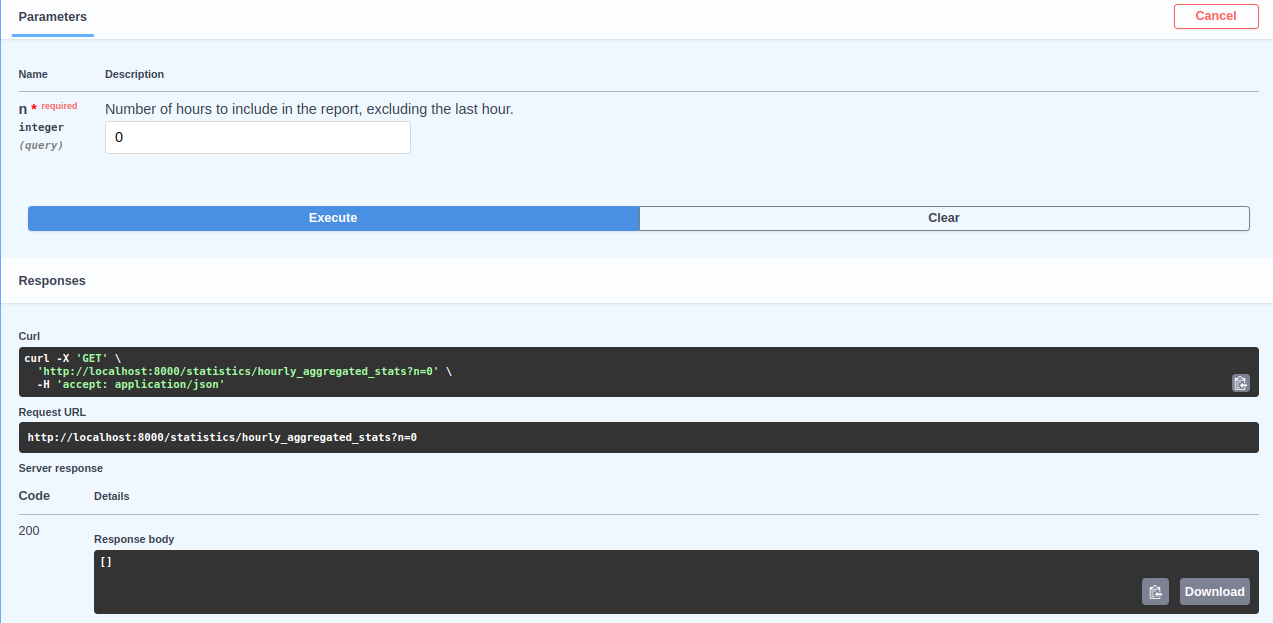 Parameters
Cancel
Name Description
n * required
Number of hours to include in the report, excluding the last hour.
integer
(query)
0
Execute
Clear
Responses
Curl
curl -X 'GET' \
'http://localhost:8000/statistics/hourly_aggregated_stats?n=0' \
-H 'accept: application/json'
Request URL
http://localhost:8000/statistics/hourly_aggregated_stats?n=0
Server response
Code Details
200
Response body
[]
Download